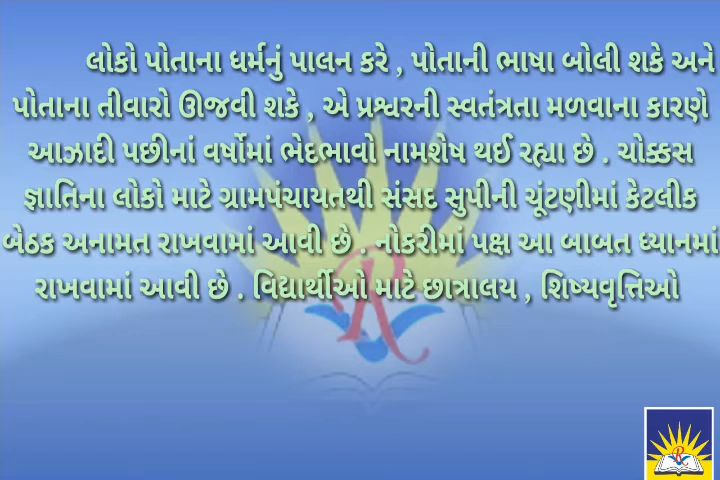 લોકો પોતાના ધર્મનું પાલન કરે , પોતાની ભાષા બોલી શકે અને
પોતાના તીવારો ઊજવી શકે , એ પ્રશ્વરની સ્વતંત્રતા મળવાના કારણે
આઝાદી પછીનાં વર્ષોમાં ભેદભાવો નામશેષ થઈ રહ્યા છે . ચોક્કસ
જ્ઞાતિના લોકો માટે ગ્રામપંચાયતથી સંસદ સુપીની ચૂંટણીમાં કેટલીક
બેઠક અનામત રાખવામાં આવી છે . નોકરીમાં પક્ષ આ બાબત ધ્યાનમાં
રાખવામાં આવી છે . વિદ્યાર્થીઓ માટે છાત્રાલય , શિષ્યવૃત્તિઓ